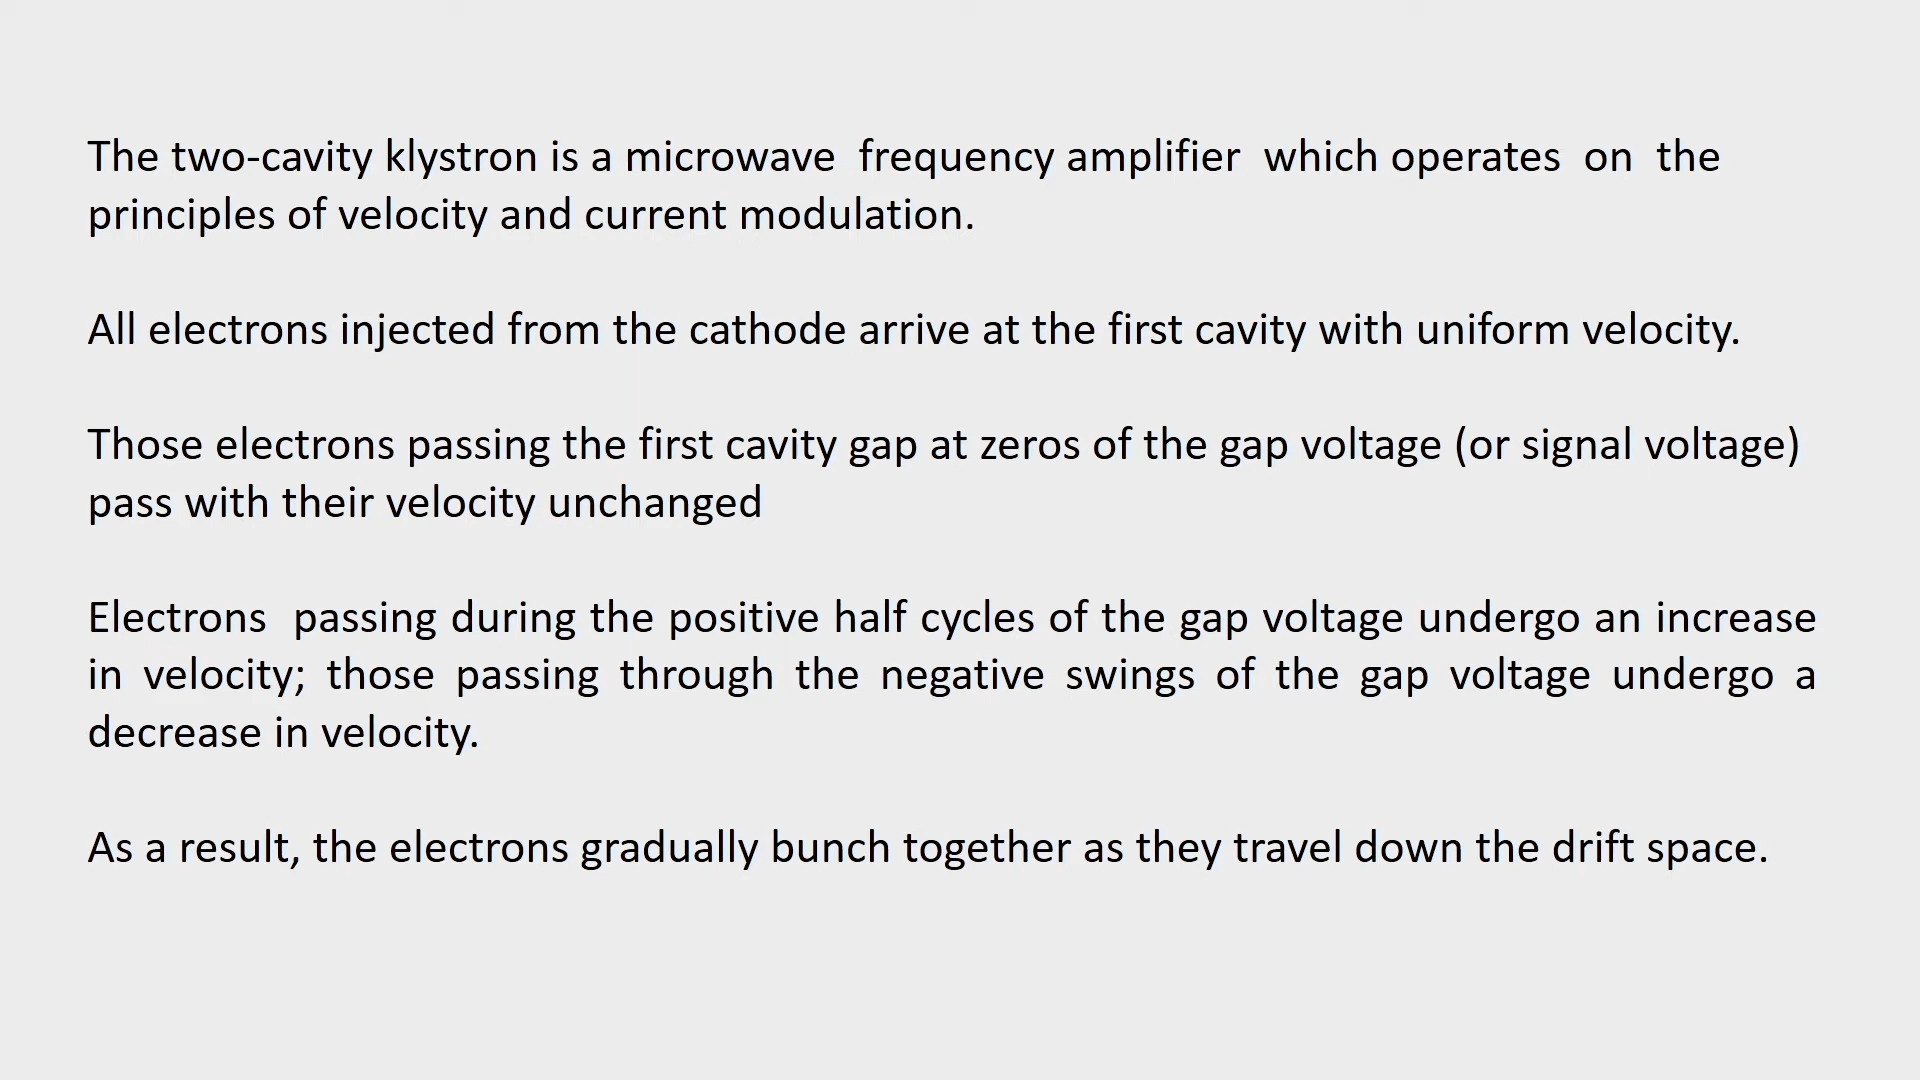 The two-cavity klystron is a microwave  frequency amplifier  which operates  on  the
principles of velocity and current modulation.
All electrons injected from the cathode arrive at the first cavity with uniform velocity.
Those electrons passing the first cavity gap at zeros of the gap voltage (or signal voltage)
pass with their velocity unchanged
Electrons  passing during the positive half cycles of the gap voltage undergo an increase
in velocity; those passing through the negative swings of the gap voltage undergo a
decrease in velocity.
As a result, the electrons gradually bunch together as they travel down the drift space.